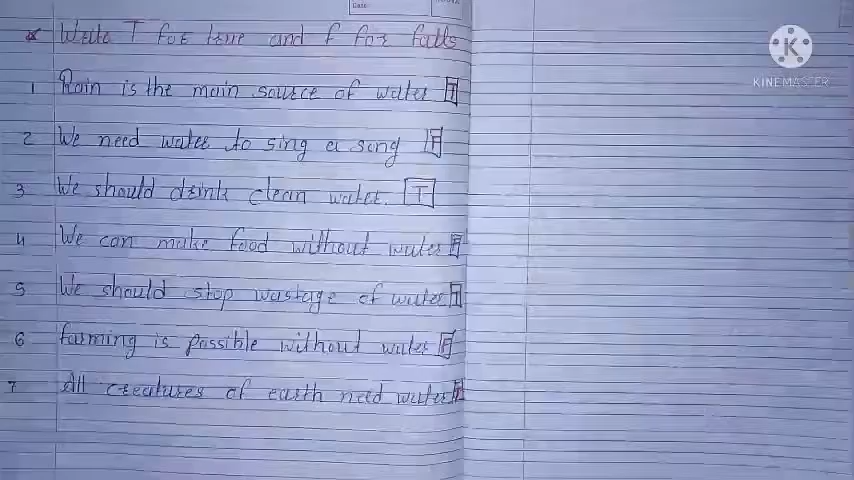 Date
K
KINEMASTER
* Write T for true and f for falls
1 Rain is the main source of water T
2 We need water to sing a song F
3 We should drink clean water. T
4 We can make food without water F
5 We should stop wastage of water T
6 farming is possible without water F
7 All creatures of earth need water